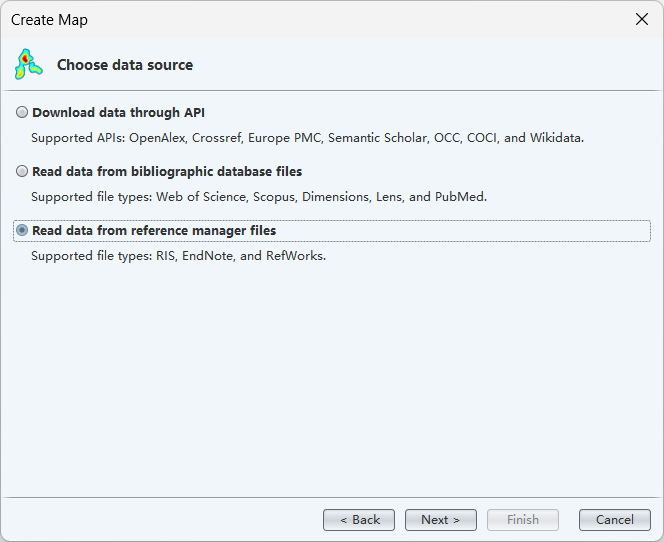 Create Map
Choose data source
Download data through API
Supported APIs: OpenAlex, Crossref, Europe PMC, Semantic Scholar, OCC, COCI, and Wikidata.
Read data from bibliographic database files
Supported file types: Web of Science, Scopus, Dimensions, Lens, and PubMed.
Read data from reference manager files
Supported file types: RIS, EndNote, and RefWorks.
< Back Next > Finish Cancel